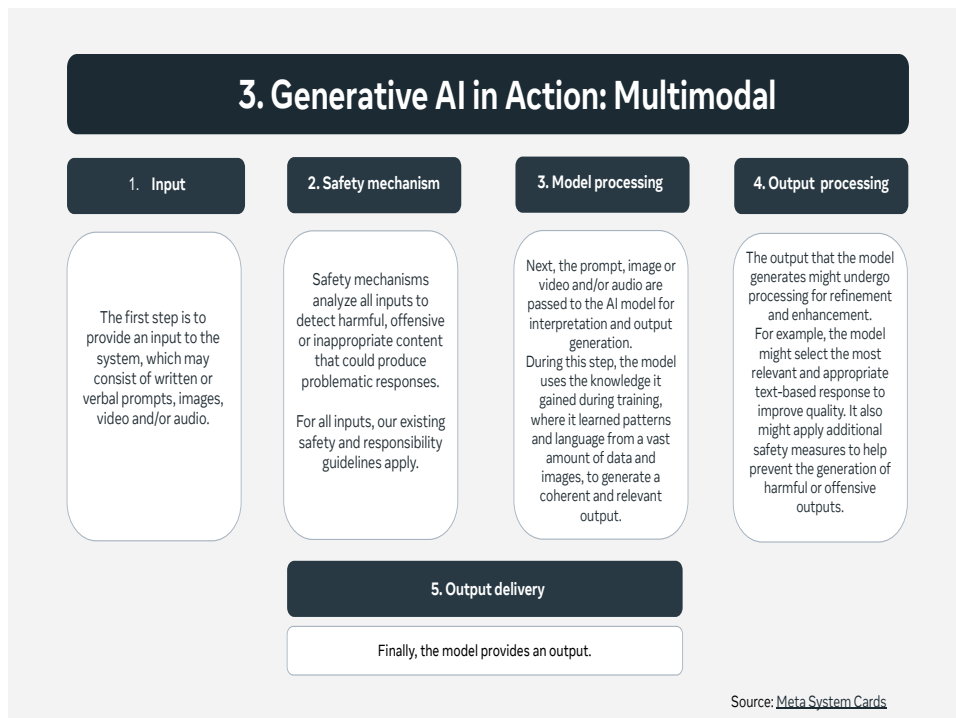 3. Generative AI in Action: Multimodal
1. Input
2. Safety mechanism
3. Model processing
4. Output processing
The first step is to
provide an input to the
system, which may
consist of written or
verbal prompts, images,
video and/or audio.
Safety mechanisms
analyze all inputs to
detect harmful, offensive
or inappropriate content
that could produce
problematic responses.
For all inputs, our existing
safety and responsibility
guidelines apply.
Next, the prompt, image or
video and/or audio are
passed to the AI model for
interpretation and output
generation.
During this step, the model
uses the knowledge it
gained during training,
where it learned patterns
and language from a vast
amount of data and
images, to generate a
coherent and relevant
output.
The output that the model
generates might undergo
processing for refinement
and enhancement.
For example, the model
might select the most
relevant and appropriate
text-based response to
improve quality. It also
might apply additional
safety measures to help
prevent the generation of
harmful or offensive
outputs.
5. Output delivery
Finally, the model provides an output.
Source: Meta System Cards